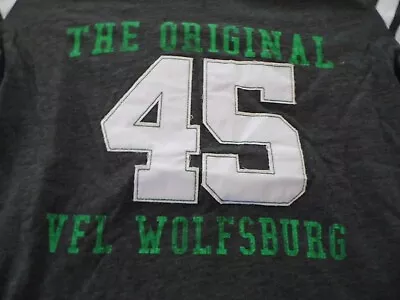 THE ORIGINAL
45
VFL WOLFSBURG